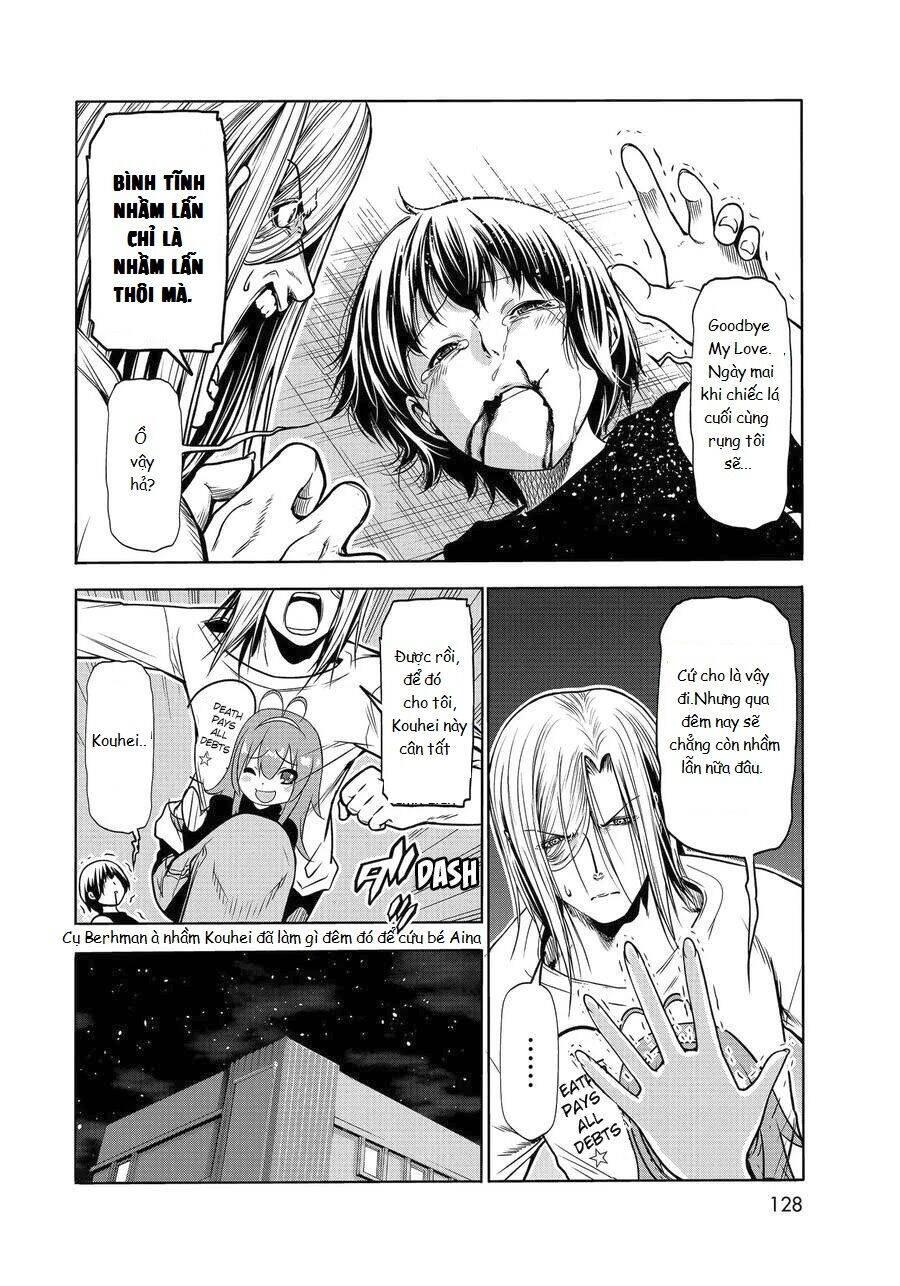 BÌNH TĨNH
NHẦM LẪN
CHỈ LÀ
NHẦM LẪN
THÔI MÀ.
Goodbye
My Love.
Ngày mai
khi chiếc lá
cuối cùng
rụng tôi
sẽ...
Ồ
vậy
hả?
Cứ cho là vậy
đi.Nhưng qua
đêm nay sẽ
chẳng còn nhầm
lẫn nữa đâu.
.......
EATH
PAYS
ALL
DEBTS
☆
Được rồi,
để đó
cho tôi,
Kouhei này
cân tất
DEATH
PAYS
ALL
DEBTS
☆
Kouhei..
DASH
Cụ Berhman à nhầm Kouhei đã làm gì đêm đó để cứu bé Aina
128